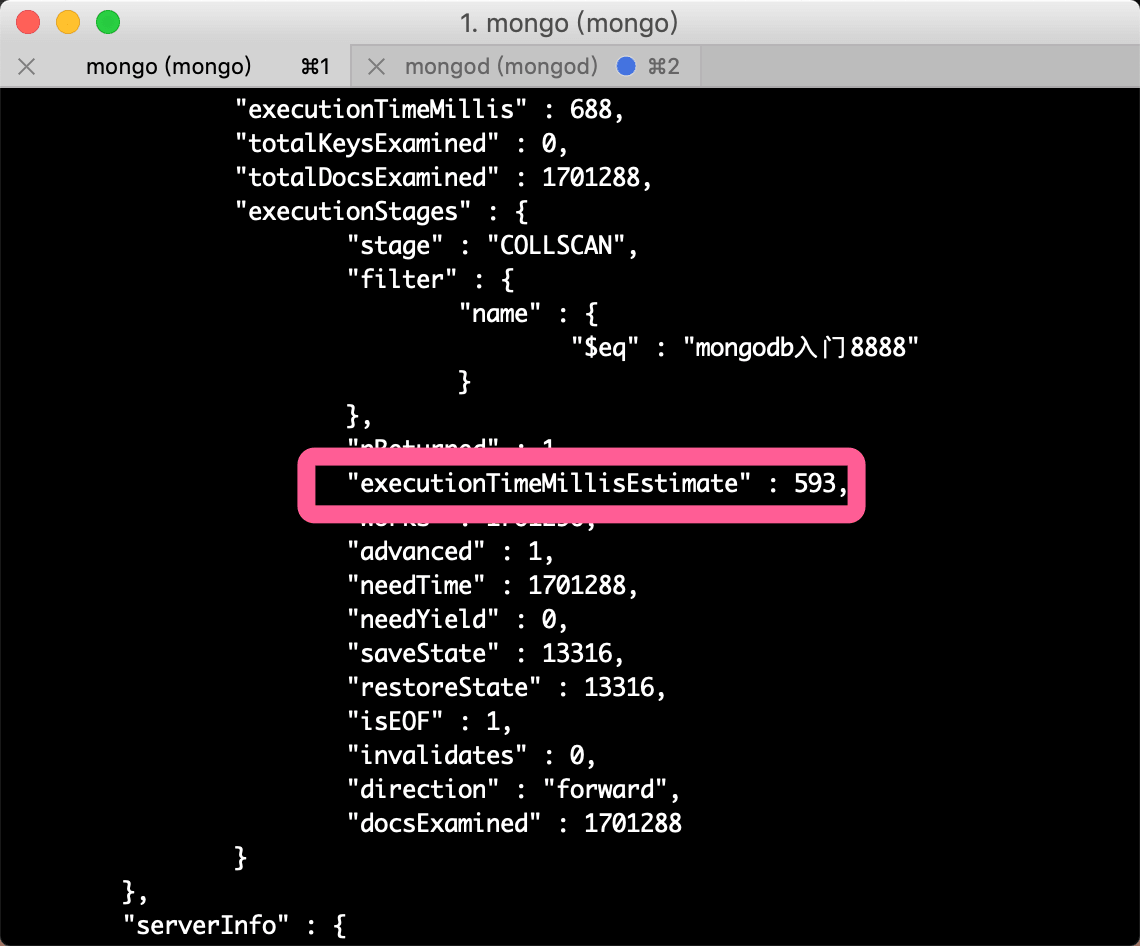 1. mongo (mongo)
mongo (mongo) ⌘1 mongod (mongod) ⌘2
"executionTimeMillis" : 688,
"totalKeysExamined" : 0,
"totalDocsExamined" : 1701288,
"executionStages" : {
"stage" : "COLLSCAN",
"filter" : {
"name" : {
"$eq" : "mongodb入门8888"
}
},
"nReturned" : 1,
"executionTimeMillisEstimate" : 593,
"works" : 1701290,
"advanced" : 1,
"needTime" : 1701288,
"needYield" : 0,
"saveState" : 13316,
"restoreState" : 13316,
"isEOF" : 1,
"invalidates" : 0,
"direction" : "forward",
"docsExamined" : 1701288
}
},
"serverInfo" : {